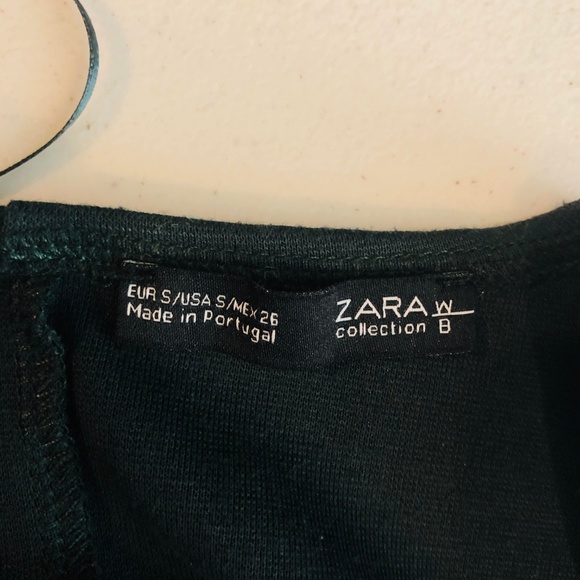 EUR S/USA S/MEX 26
Made in Portugal
ZARA W
collection B